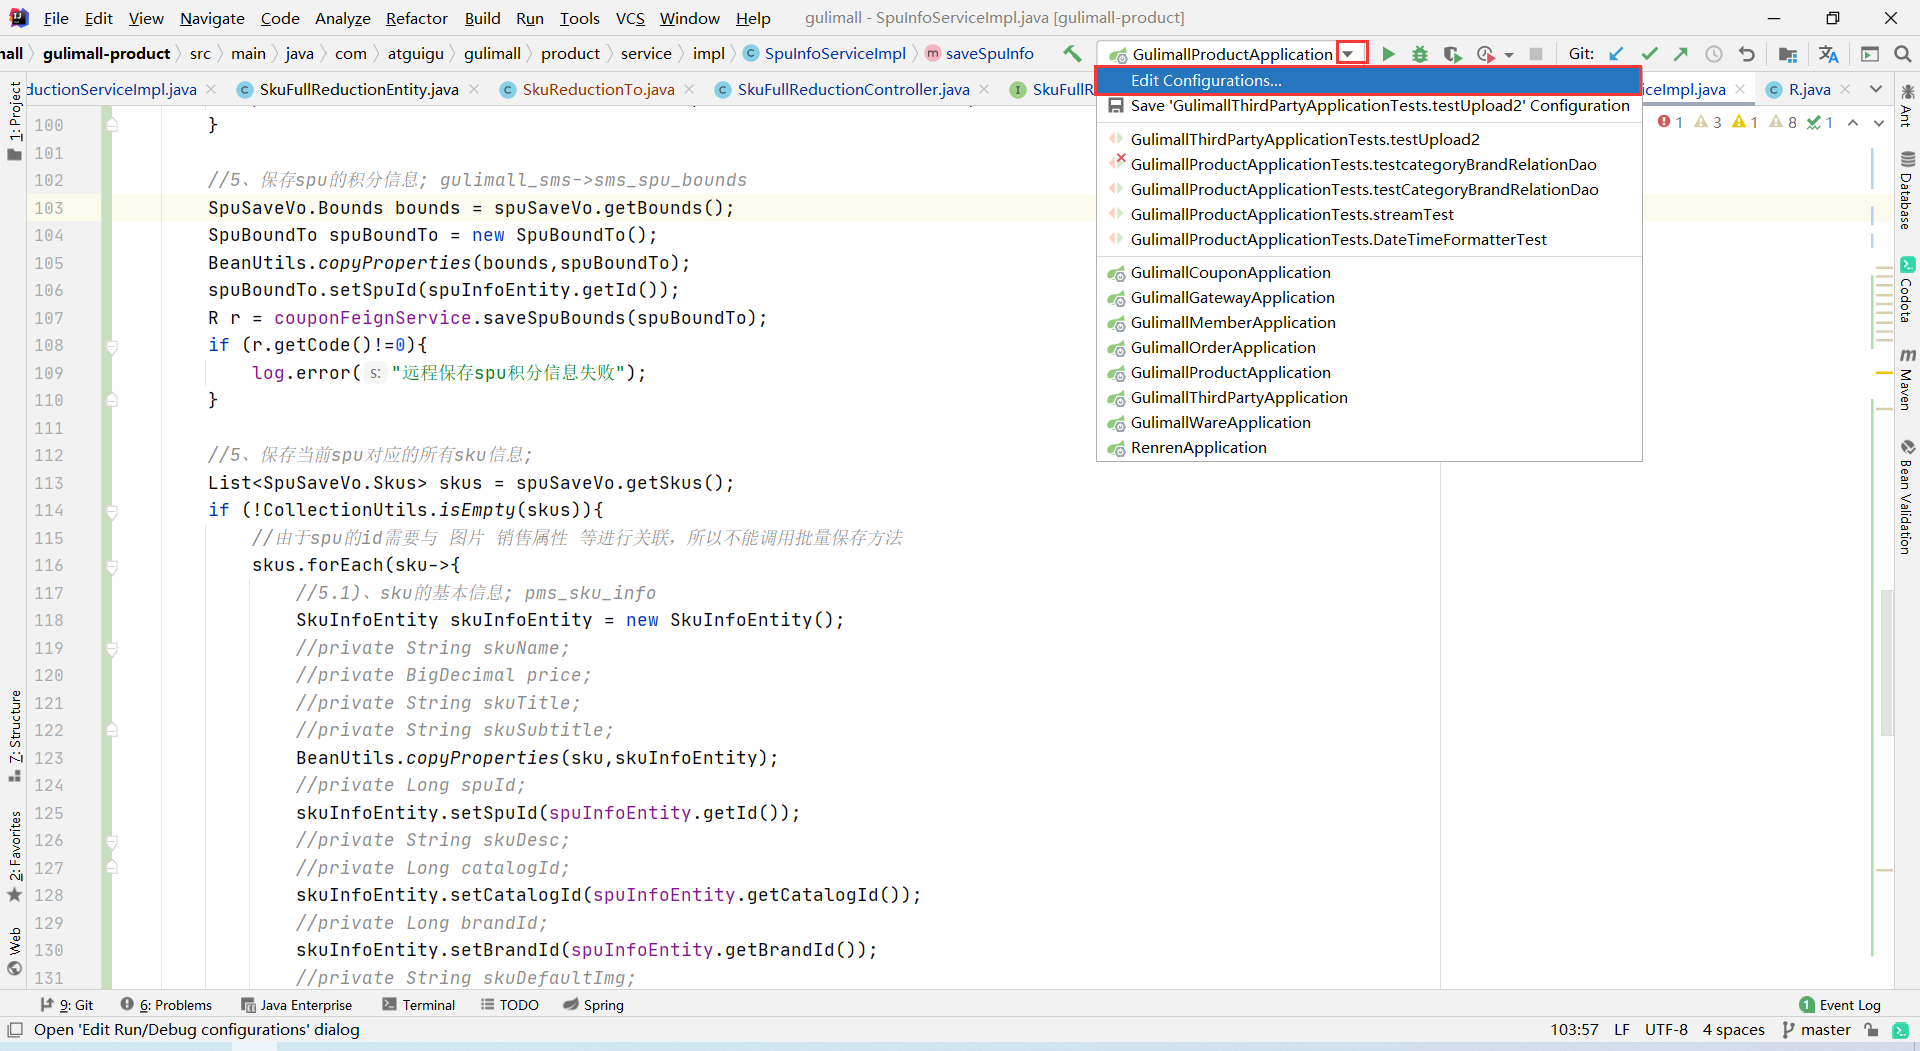 File Edit View Navigate Code Analyze Refactor Build Run Tools VCS Window Help gulimall - SpuInfoServiceImpl.java [gulimall-product]
nall gulimall-product src main java com atguigu gulimall product service impl SpuInfoServiceImpl saveSpuInfo GulimallProductApplication Git:
ductionServiceImpl.java SkuFullReductionEntity.java SkuReductionTo.java SkuFullReductionController.java SkuFullR iceImpl.java R.java
Edit Configurations...
Save 'GulimallThirdPartyApplicationTests.testUpload2' Configuration
GulimallThirdPartyApplicationTests.testUpload2
GulimallProductApplicationTests.testcategoryBrandRelationDao
GulimallProductApplicationTests.testCategoryBrandRelationDao
GulimallProductApplicationTests.streamTest
GulimallProductApplicationTests.DateTimeFormatterTest
GulimallCouponApplication
GulimallGatewayApplication
GulimallMemberApplication
GulimallOrderApplication
GulimallProductApplication
GulimallThirdPartyApplication
GulimallWareApplication
RenrenApplication
1 3 1 8 1
100 }
101
102 //5、保存spu的积分信息; gulimall_sms->sms_spu_bounds
103 SpuSaveVo.Bounds bounds = spuSaveVo.getBounds();
104 SpuBoundTo spuBoundTo = new SpuBoundTo();
105 BeanUtils.copyProperties(bounds,spuBoundTo);
106 spuBoundTo.setSpuId(spuInfoEntity.getId());
107 R r = couponFeignService.saveSpuBounds(spuBoundTo);
108 if (r.getCode()!=0){
109 log.error( s: "远程保存spu积分信息失败");
110 }
111
112 //5、保存当前spu对应的所有sku信息;
113 List<SpuSaveVo.Skus> skus = spuSaveVo.getSkus();
114 if (!CollectionUtils.isEmpty(skus)){
115 //由于spu的id需要与 图片 销售属性 等进行关联，所以不能调用批量保存方法
116 skus.forEach(sku->{
117 //5.1)、sku的基本信息; pms_sku_info
118 SkuInfoEntity skuInfoEntity = new SkuInfoEntity();
119 //private String skuName;
120 //private BigDecimal price;
121 //private String skuTitle;
122 //private String skuSubtitle;
123 BeanUtils.copyProperties(sku,skuInfoEntity);
124 //private Long spuId;
125 skuInfoEntity.setSpuId(spuInfoEntity.getId());
126 //private String skuDesc;
127 //private Long catalogId;
128 skuInfoEntity.setCatalogId(spuInfoEntity.getCatalogId());
129 //private Long brandId;
130 skuInfoEntity.setBrandId(spuInfoEntity.getBrandId());
131 //private String skuDefaultImg;
1: Project
7: Structure
2: Favorites
Web
Ant
Database
Codota
Maven
Bean Validation
9: Git 6: Problems Java Enterprise Terminal TODO Spring 1 Event Log
Open 'Edit Run/Debug configurations' dialog 103:57 LF UTF-8 4 spaces master